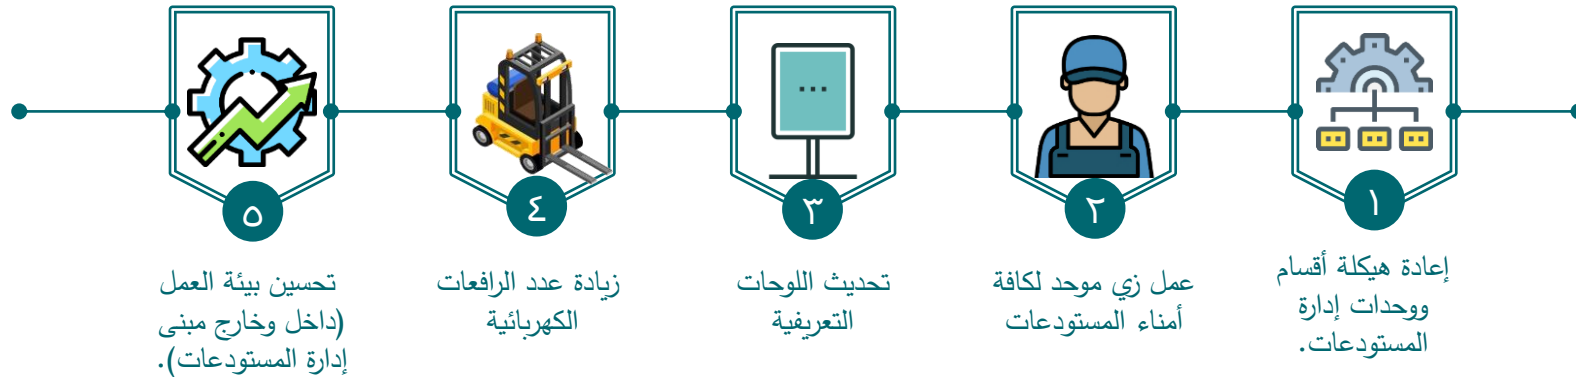 ١
إعادة هيكلة أقسام
ووحدات إدارة
المستودعات.
٢
عمل زي موحد لكافة
أمناء المستودعات
٣
تحديث اللوحات
التعريفية
٤
زيادة عدد الرافعات
الكهربائية
٥
تحسين بيئة العمل
(داخل وخارج مبنى
إدارة المستودعات).